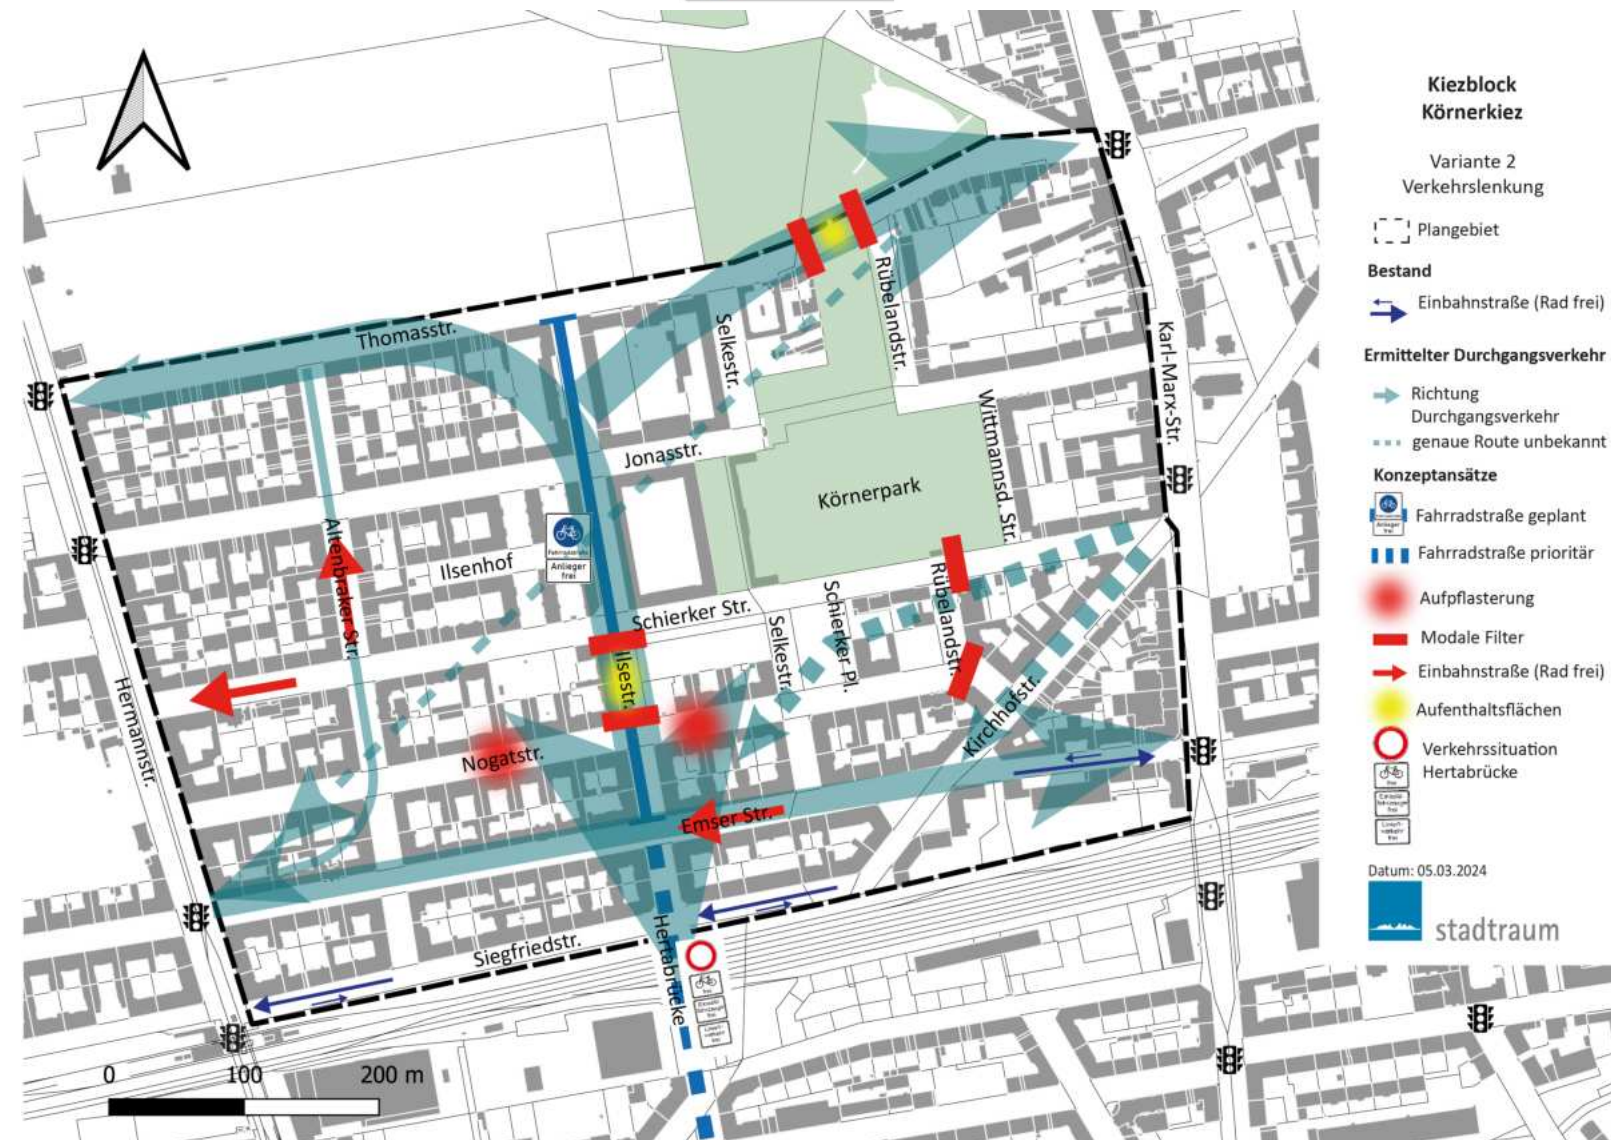 Kiezblock
Körnerkiez
Variante 2
Verkehrslenkung
Plangebiet
Bestand
Einbahnstraße (Rad frei)
Ermittelter Durchgangsverkehr
Richtung
Durchgangsverkehr
genaue Route unbekannt
Konzeptansätze
Fahrradstraße geplant
Fahrradstraße prioritär
Aufpflasterung
Modale Filter
Einbahnstraße (Rad frei)
Aufenthaltsflächen
Verkehrssituation
Hertabrücke
Datum: 05.03.2024
stadtraum
Thomasstr.
Selkestr.
Rübelandstr.
Karl-Marx-Str.
Jonasstr.
Wittmannsd. Str.
Körnerpark
Fahrradstraße
Anlieger
frei
Altenbraker Str.
Ilsenhof
Schierker Str.
Selkestr.
Schierker Pl.
Rübelandstr.
Ilsestr.
Hermannstr.
Nogatstr.
Kirchhofstr.
Emser Str.
Siegfriedstr.
Hertabrücke
0 100 200 m